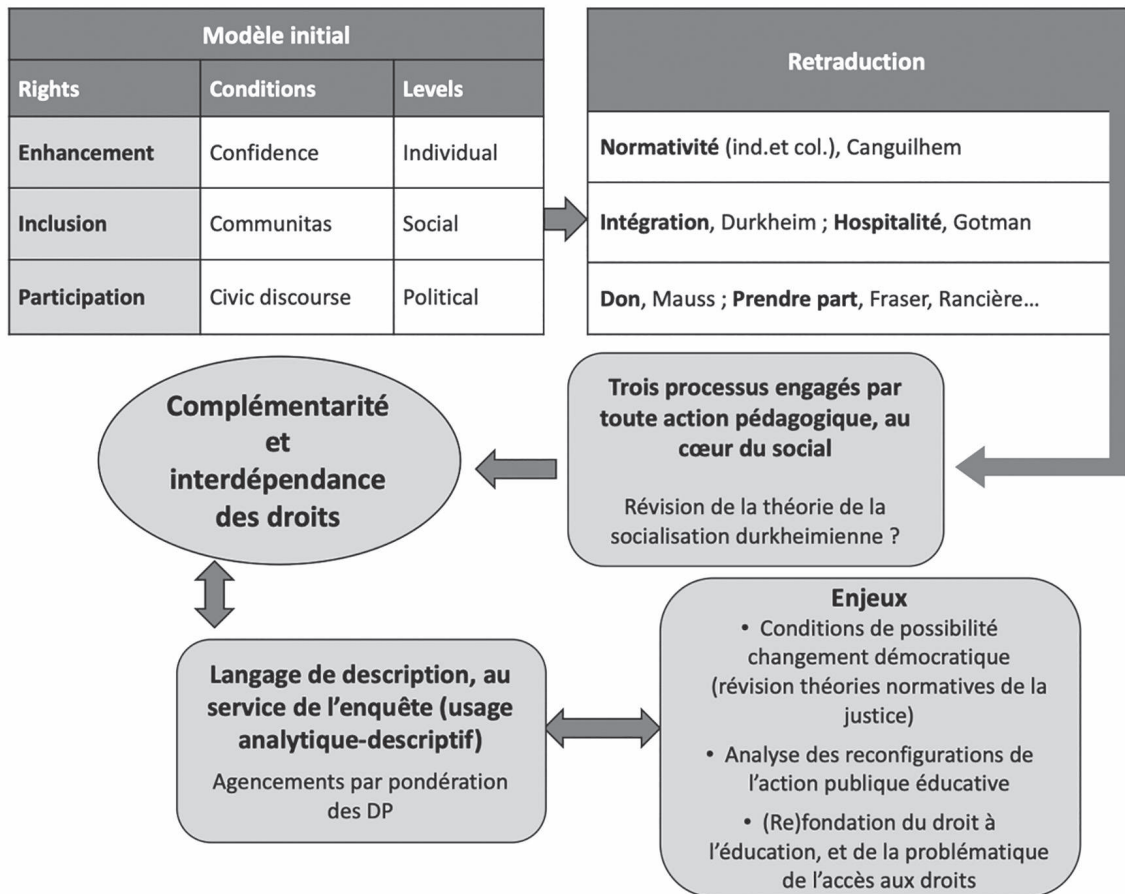 Modèle initial
Rights Conditions Levels
Enhancement Confidence Individual
Inclusion Communitas Social
Participation Civic discourse Political
Retraduction
Normativité (ind.et col.), Canguilhem
Intégration, Durkheim ; Hospitalité, Gotman
Don, Mauss ; Prendre part, Fraser, Rancière...
Trois processus engagés par
toute action pédagogique, au
cœur du social
Révision de la théorie de la
socialisation durkheimienne ?
Complémentarité
et
interdépendance
des droits
Langage de description, au
service de l’enquête (usage
analytique-descriptif)
Agencements par pondération
des DP
Enjeux
• Conditions de possibilité
changement démocratique
(révision théories normatives de la
justice)
• Analyse des reconfigurations de
l’action publique éducative
• (Re)fondation du droit à
l’éducation, et de la problématique
de l’accès aux droits